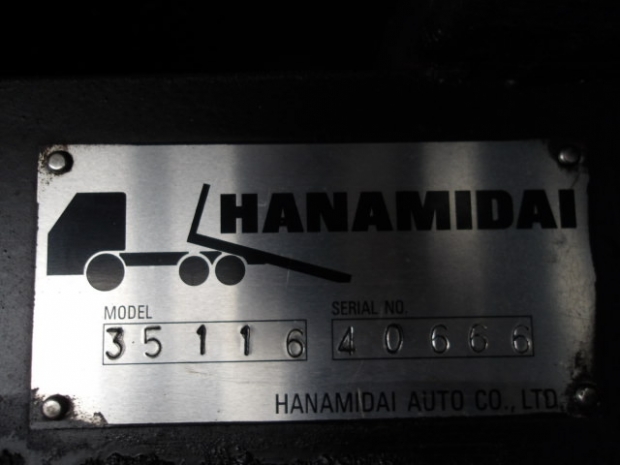 HANAMIDAI
MODEL SERIAL NO.
35116 40666
HANAMIDAI AUTO CO., LTD.